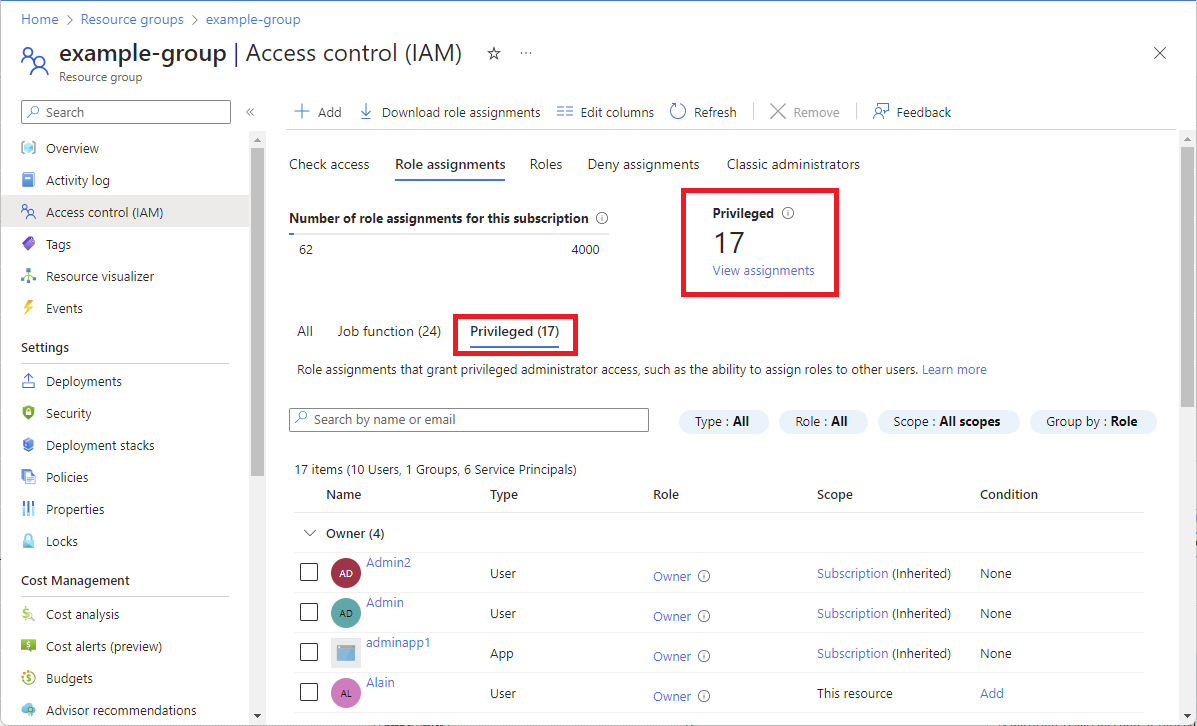 Home > Resource groups > example-group
example-group | Access control (IAM) ☆ ...
Resource group
Search «
Add Download role assignments Edit columns Refresh Remove Feedback
Overview
Activity log
Access control (IAM)
Tags
Resource visualizer
Events
Settings
Deployments
Security
Deployment stacks
Policies
Properties
Locks
Cost Management
Cost analysis
Cost alerts (preview)
Budgets
Advisor recommendations
Check access Role assignments Roles Deny assignments Classic administrators
Number of role assignments for this subscription
62 4000
Privileged
17
View assignments
All Job function (24) Privileged (17)
Role assignments that grant privileged administrator access, such as the ability to assign roles to other users. Learn more
Search by name or email Type : All Role : All Scope : All scopes Group by : Role
17 items (10 Users, 1 Groups, 6 Service Principals)
Name Type Role Scope Condition
Owner (4)
AD Admin2 User Owner Subscription (Inherited) None
AD Admin User Owner Subscription (Inherited) None
adminapp1 App Owner Subscription (Inherited) None
AL Alain User Owner This resource Add